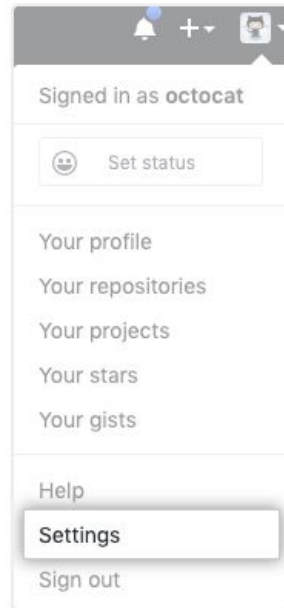 Signed in as octocat
Set status
Your profile
Your repositories
Your projects
Your stars
Your gists
Help
Settings
Sign out